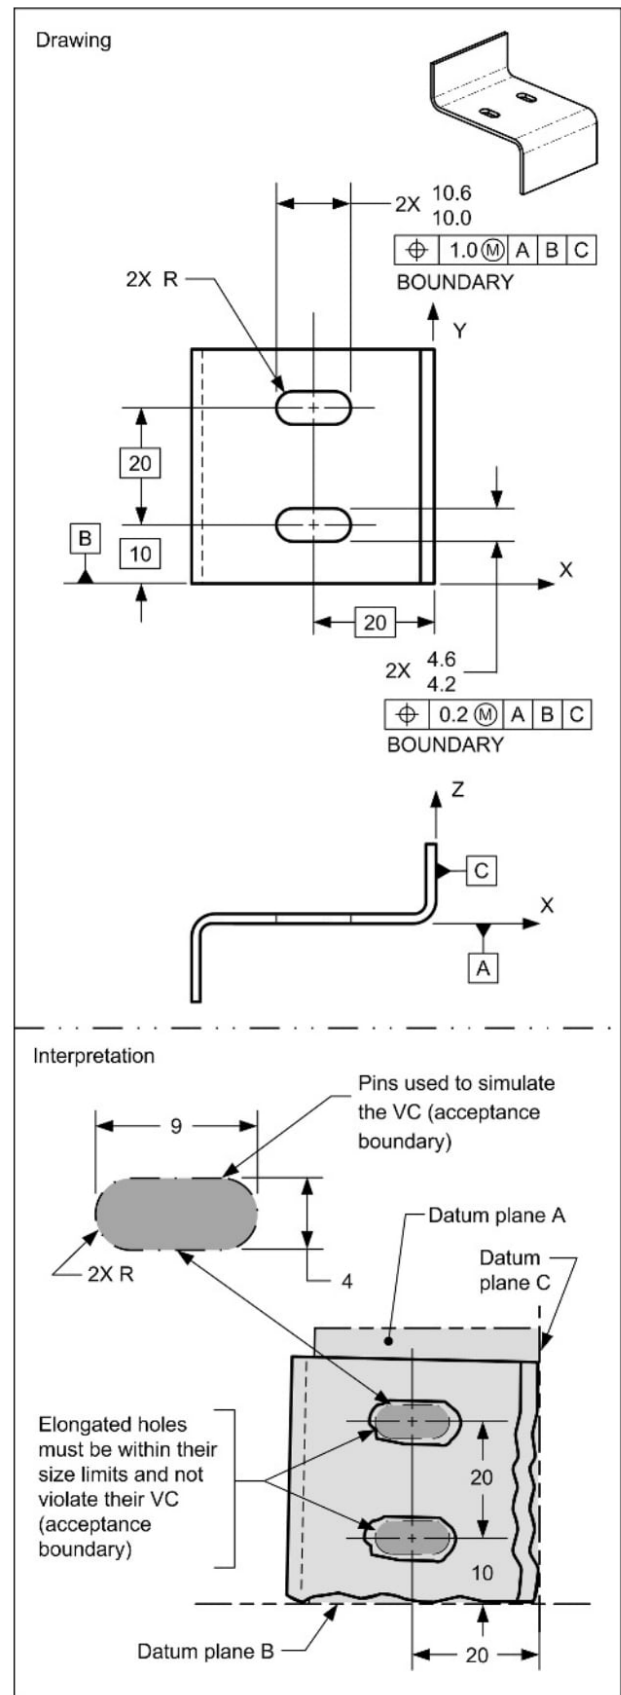 Drawing
2X 10.6
10.0
⌖ 1.0 Ⓜ A B C
BOUNDARY
2X R
Y
20
B
10
X
20
2X 4.6
4.2
⌖ 0.2 Ⓜ A B C
BOUNDARY
Z
C
X
A
Interpretation
Pins used to simulate
the VC (acceptance
boundary)
9
2X R
4
Datum plane A
Datum
plane C
Elongated holes
must be within their
size limits and not
violate their VC
(acceptance
boundary)
20
10
Datum plane B
20